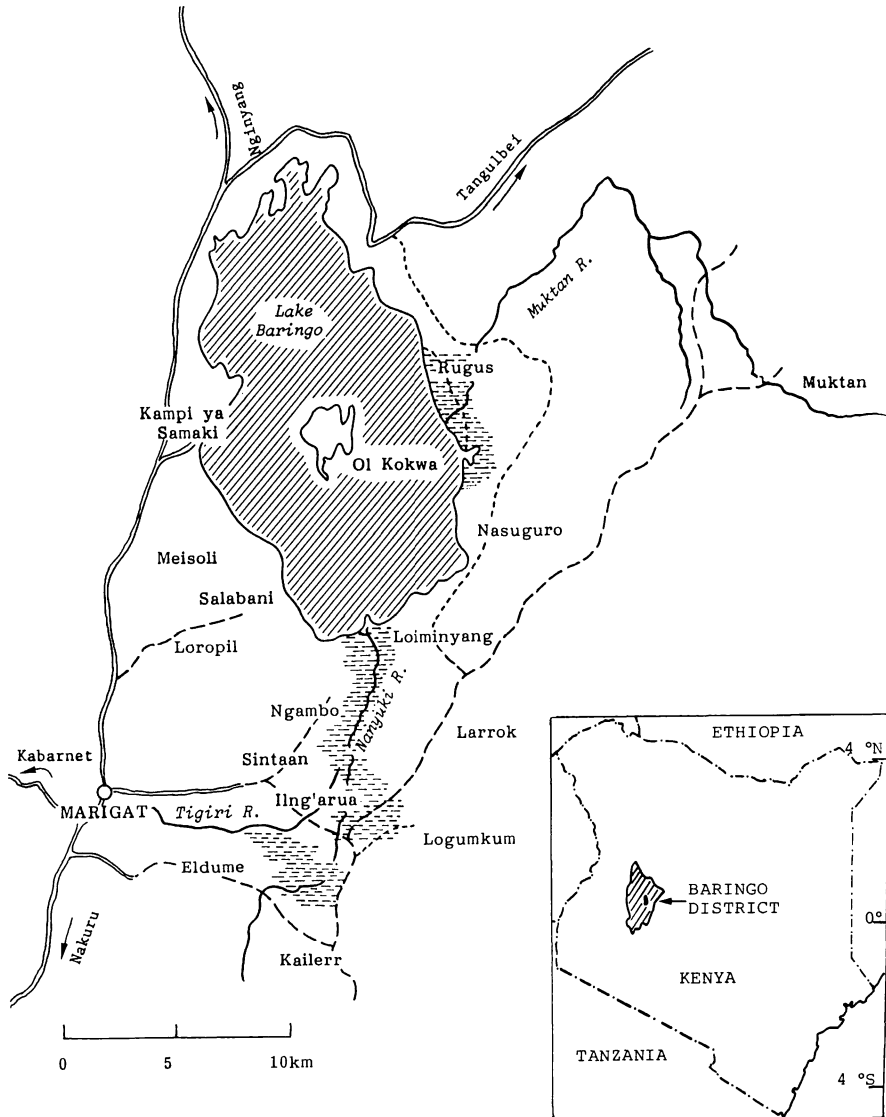 Nginyang
Tangulbei
Muktan R.
Lake
Baringo
Rugus
Muktan
Kampi ya
Samaki
Ol Kokwa
Nasuguro
Meisoli
Salabani
Loropil
Loiminyang
Nanyuki R.
Ngambo
Larrok
Sintaan
Kabarnet
Ilng'arua
MARIGAT
Tigiri R.
Logumkum
Eldume
Nakuru
Kailerr
0
5
10km
ETHIOPIA
4 °N
BARINGO
DISTRICT
0°
KENYA
TANZANIA
4 °S